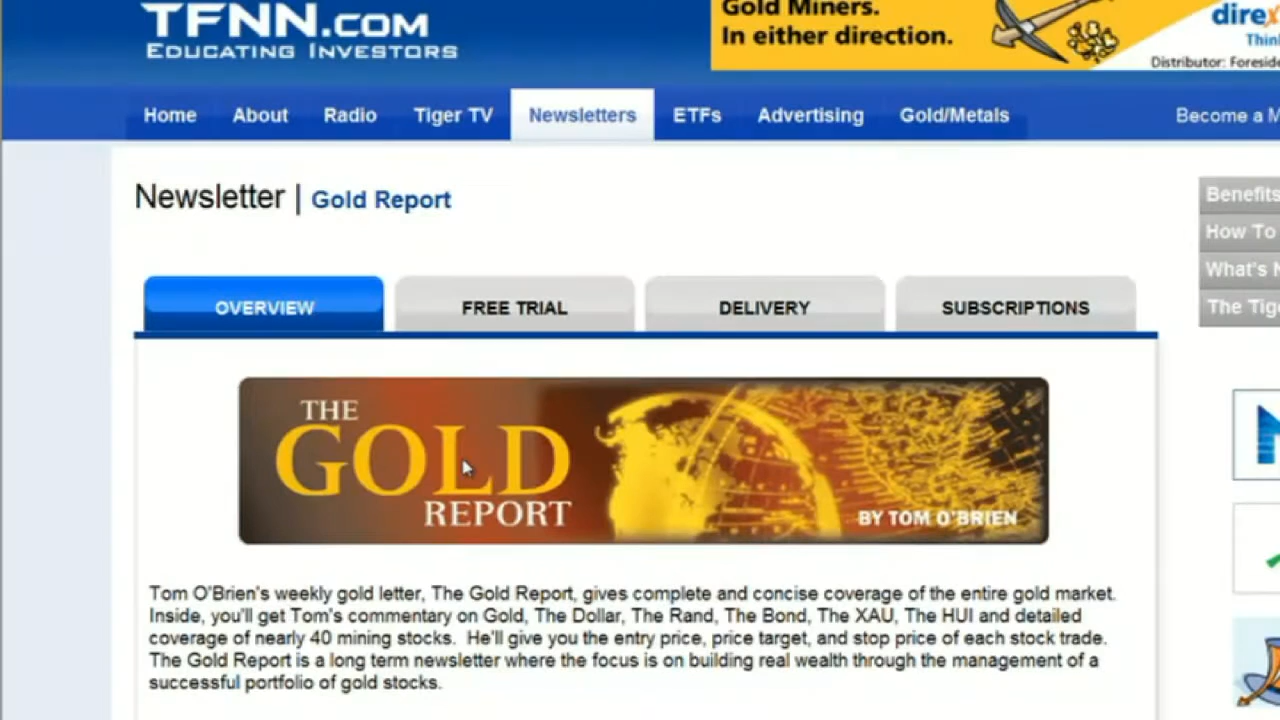 TFNN.COM
EDUCATING INVESTORS
Gold Miners.
In either direction.
Distributor:
Home About Radio Tiger TV Newsletters ETFs Advertising Gold/Metals Become a
Newsletter | Gold Report
Benefits
How To
What's
The
OVERVIEW FREE TRIAL DELIVERY SUBSCRIPTIONS
THE
GOLD
REPORT
BY TOM O'BRIEN
Tom O'Brien's weekly gold letter, The Gold Report, gives complete and concise coverage of the entire gold market.
Inside, you'll get Tom's commentary on Gold, The Dollar, The Rand, The Bond, The XAU, The HUI and detailed
coverage of nearly 40 mining stocks. He'll give you the entry price, price target, and stop price of each stock trade.
The Gold Report is a long term newsletter where the focus is on building real wealth through the management of a
successful portfolio of gold stocks.